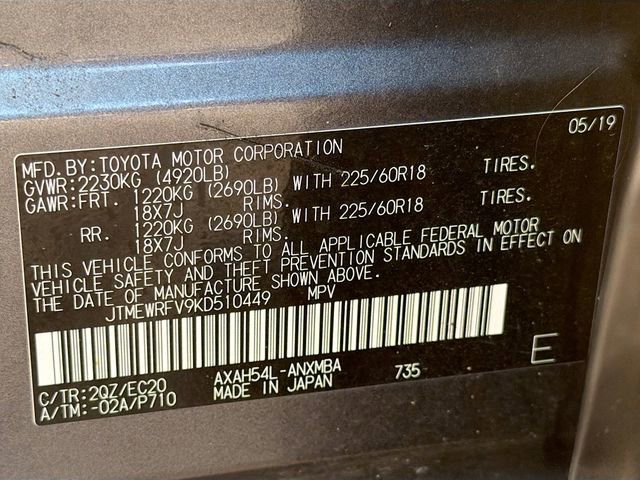 05/19
MFD.BY:TOYOTA MOTOR CORPORATION
GVWR:2230KG (4920LB)
GAWR:FRT. 1220KG (2690LB) WITH 225/60R18 TIRES.
18X7J RIMS.
RR. 1220KG (2690LB) WITH 225/60R18 TIRES.
18X7J RIMS.
THIS VEHICLE CONFORMS TO ALL APPLICABLE FEDERAL MOTOR
VEHICLE SAFETY AND THEFT PREVENTION STANDARDS IN EFFECT ON
THE DATE OF MANUFACTURE SHOWN ABOVE.
JTMEWRFV9KD510449 MPV
E
C/TR:2QZ/EC20 AXAH54L-ANXMBA 735
A/TM:-02A/P710 MADE IN JAPAN